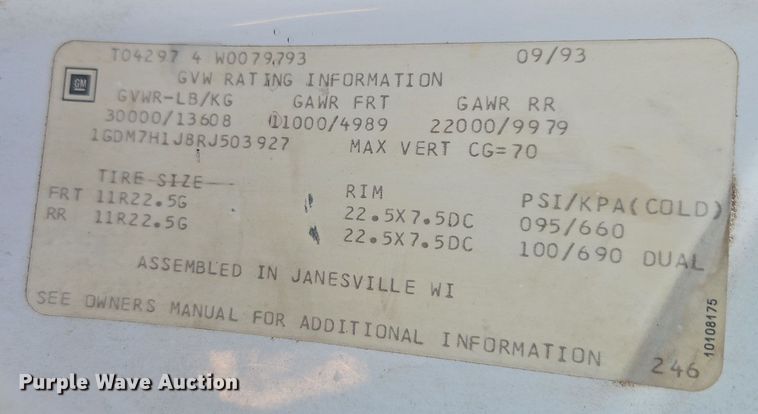 T04297 4 W0079,793 09/93
GM
GVW RATING INFORMATION
GVWR-LB/KG GAWR FRT GAWR RR
30000/13608 11000/4989 22000/9979
1GDM7H1J8RJ503927 MAX VERT CG=70
TIRE-SIZE RIM PSI/KPA(COLD)
FRT 11R22.5G 22.5X7.5DC 095/660
RR 11R22.5G 22.5X7.5DC 100/690 DUAL
ASSEMBLED IN JANESVILLE WI
SEE OWNERS MANUAL FOR ADDITIONAL INFORMATION 246
10108175
Purple Wave Auction